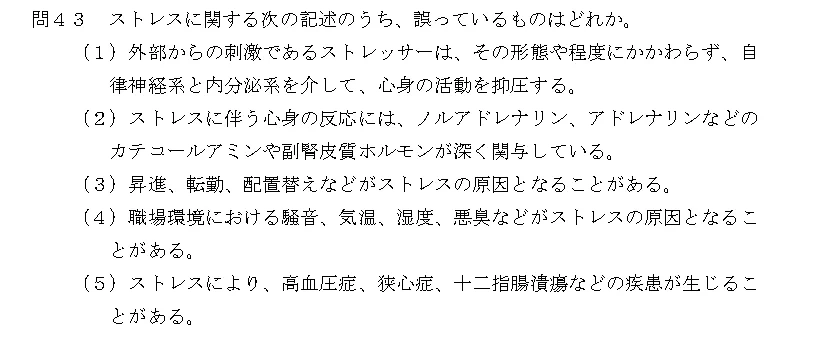 問４３　ストレスに関する次の記述のうち、誤っているものはどれか。
（１）外部からの刺激であるストレッサーは、その形態や程度にかかわらず、自
律神経系と内分泌系を介して、心身の活動を抑圧する。
（２）ストレスに伴う心身の反応には、ノルアドレナリン、アドレナリンなどの
カテコールアミンや副腎皮質ホルモンが深く関与している。
（３）昇進、転勤、配置替えなどがストレスの原因となることがある。
（４）職場環境における騒音、気温、湿度、悪臭などがストレスの原因となるこ
とがある。
（５）ストレスにより、高血圧症、狭心症、十二指腸潰瘍などの疾患が生じるこ
とがある。